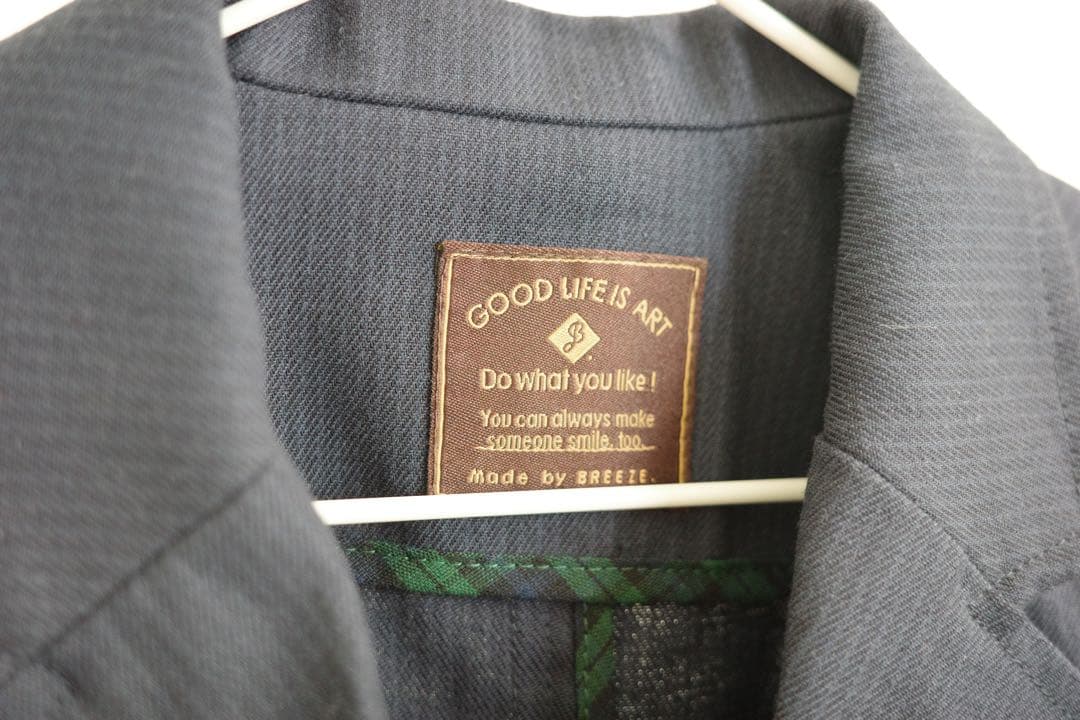 GOOD LIFE IS ART
B.
Do what you like!
You can always make
someone smile, too.
Made by BREEZE.